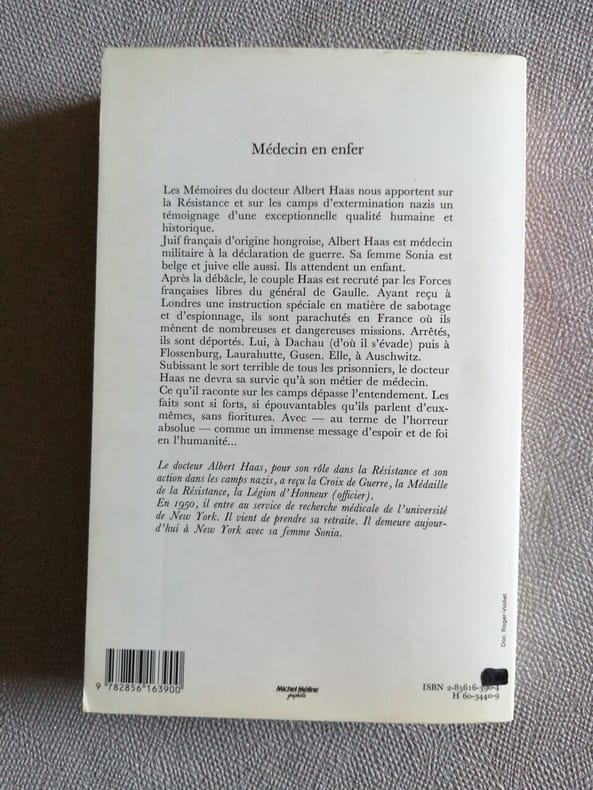 Médecin en enfer
Les Mémoires du docteur Albert Haas nous apportent sur
la Résistance et sur les camps d'extermination nazis un
témoignage d'une exceptionnelle qualité humaine et
historique.
Juif français d'origine hongroise, Albert Haas est médecin
militaire à la déclaration de guerre. Sa femme Sonia est
belge et juive elle aussi. Ils attendent un enfant.
Après la débâcle, le couple Haas est recruté par les Forces
françaises libres du général de Gaulle. Ayant reçu à
Londres une instruction spéciale en matière de sabotage
et d'espionnage, ils sont parachutés en France où ils
mènent de nombreuses et dangereuses missions. Arrêtés,
ils sont déportés. Lui, à Dachau (d'où il s'évade) puis à
Flossenburg, Laurahutte, Gusen. Elle, à Auschwitz.
Subissant le sort terrible de tous les prisonniers, le docteur
Haas ne devra sa survie qu'à son métier de médecin.
Ce qu'il raconte sur les camps dépasse l'entendement. Les
faits sont si forts, si épouvantables qu'ils parlent d'eux-
mêmes, sans fioritures. Avec — au terme de l'horreur
absolue — comme un immense message d'espoir et de foi
en l'humanité...
Le docteur Albert Haas, pour son rôle dans la Résistance et son
action dans les camps nazis, a reçu la Croix de Guerre, la Médaille
de la Résistance, la Légion d'Honneur (officier).
En 1950, il entre au service de recherche médicale de l'université
de New York. Il vient de prendre sa retraite. Il demeure aujour-
d'hui à New York avec sa femme Sonia.
Doc. Roger-Viollet
9 782856 163900
Michel Méline
ISBN 2-85616-390-4
H 60-3440-9